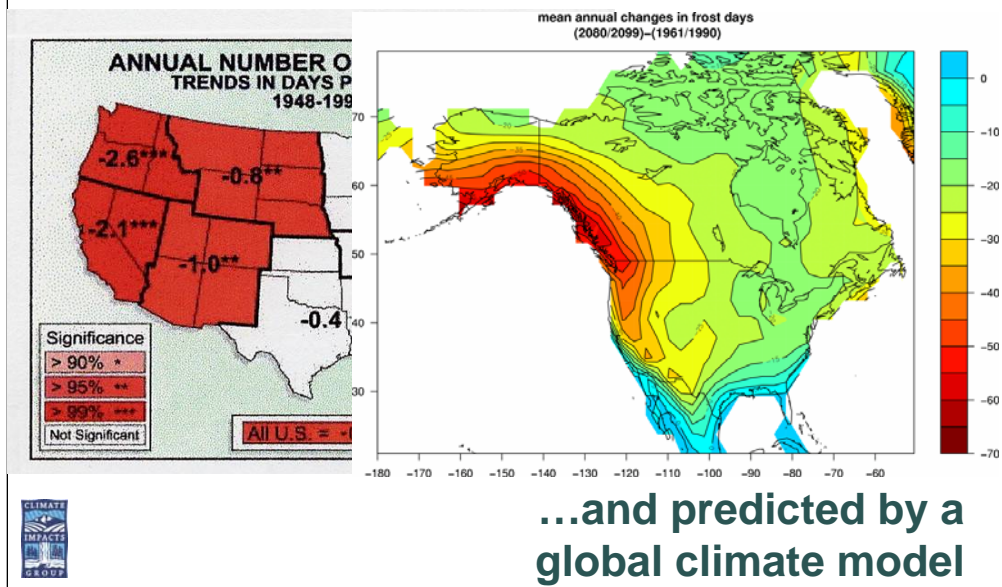 ANNUAL NUMBER O
TRENDS IN DAYS P
1948-199
-2.6***
-0.8**
-2.1***
-1.0**
-0.4
Significance
> 90% *
> 95% **
> 99% ***
Not Significant
All U.S. = -
mean annual changes in frost days
(2080/2099)−(1961/1990)
70
60
50
40
30
−180 −170 −160 −150 −140 −130 −120 −110 −100 −90 −80 −70 −60
0
−10
−20
−30
−40
−50
−60
−70
CLIMATE
IMPACTS
GROUP
…and predicted by a
global climate model